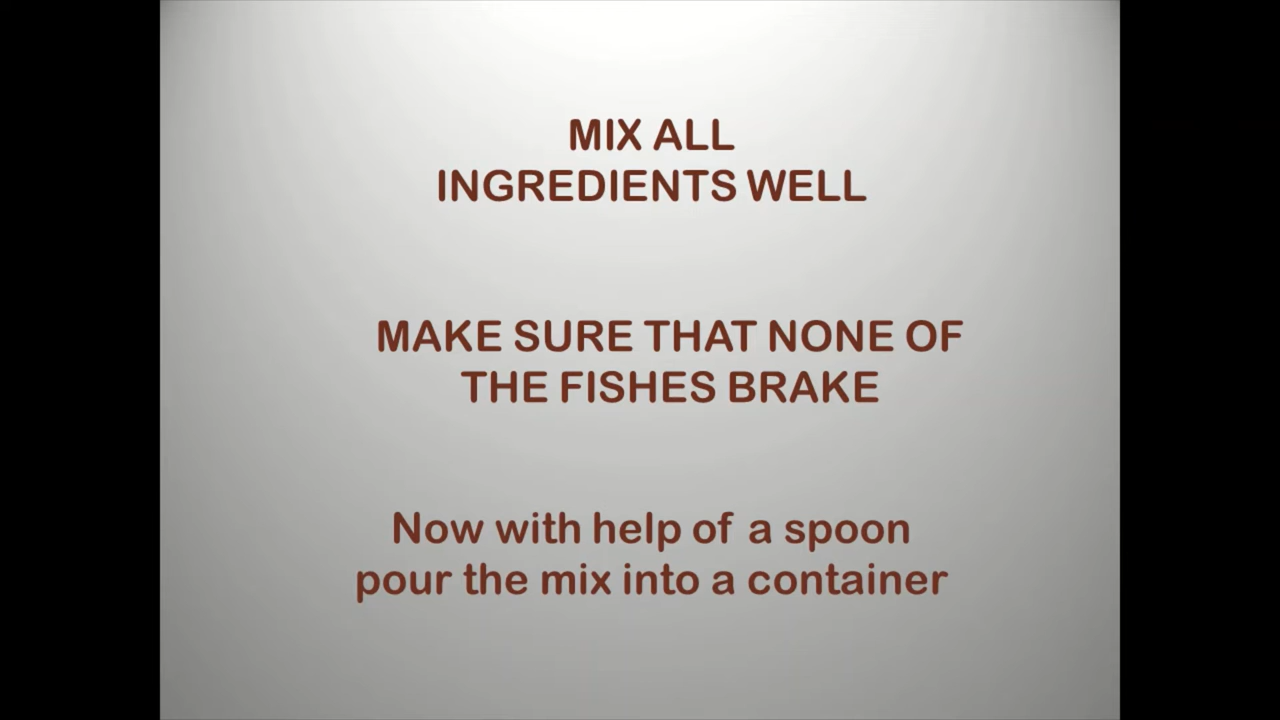 MIX ALL
INGREDIENTS WELL
MAKE SURE THAT NONE OF
THE FISHES BRAKE
Now with help of a spoon
pour the mix into a container